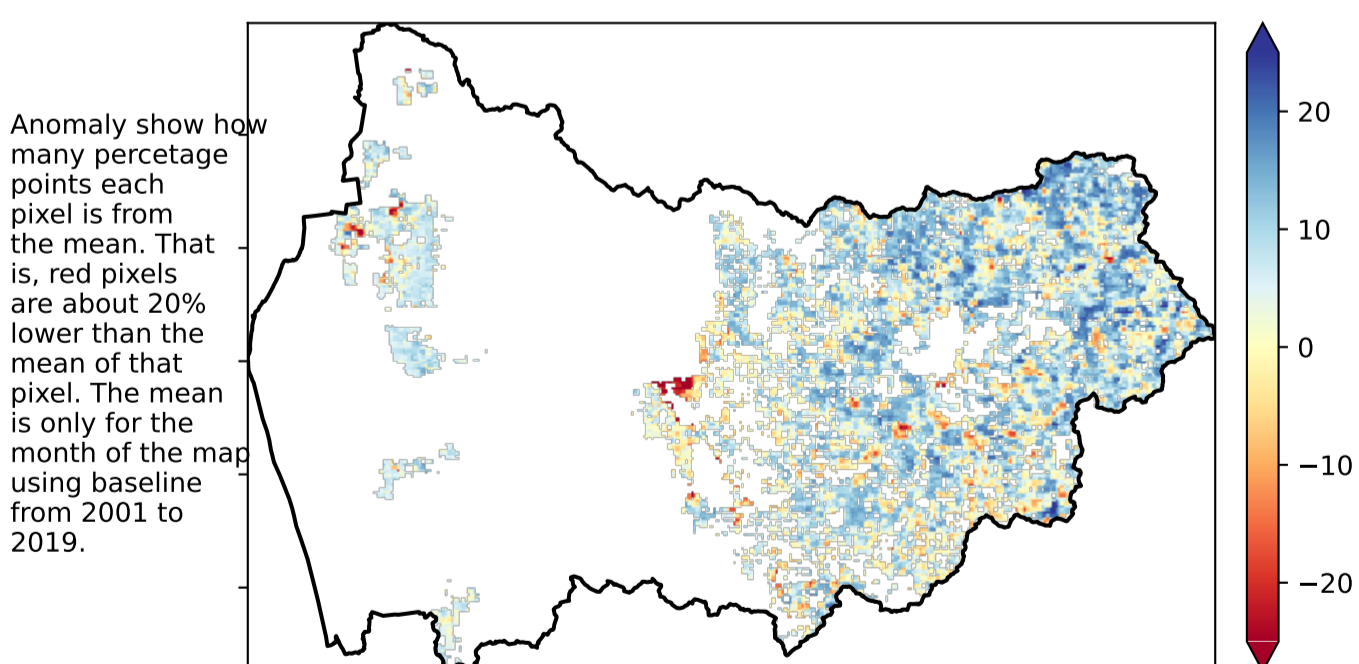 Anomaly show how
many percetage
points each
pixel is from
the mean. That
is, red pixels
are about 20%
lower than the
mean of that
pixel. The mean
is only for the
month of the map
using baseline
from 2001 to
2019.
20
10
0
−10
−20